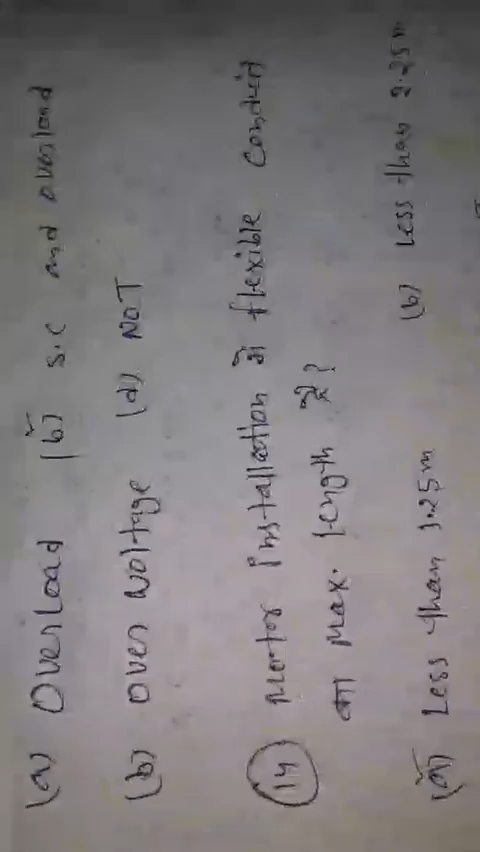 (a) Overload (b) S.C and overload
(b) Over Voltage (d) NOT
(14) Mortor Installation में flexible Conduit
का Max. length है?
(a) Less than 1.25m (b) Less than 2.25m